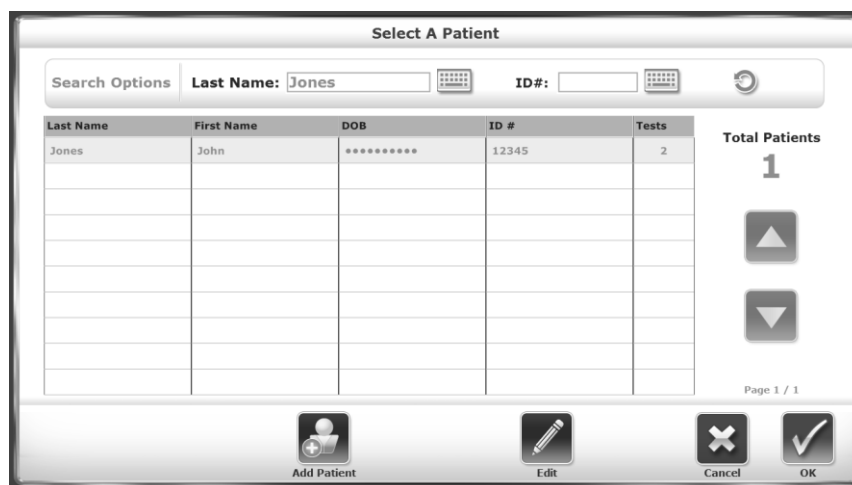 Select A Patient
Search Options Last Name: Jones ID#:
Last Name First Name DOB ID # Tests
Jones John ●●●●●●●●●● 12345 2
Total Patients
1
Page 1 / 1
Add Patient Edit Cancel OK